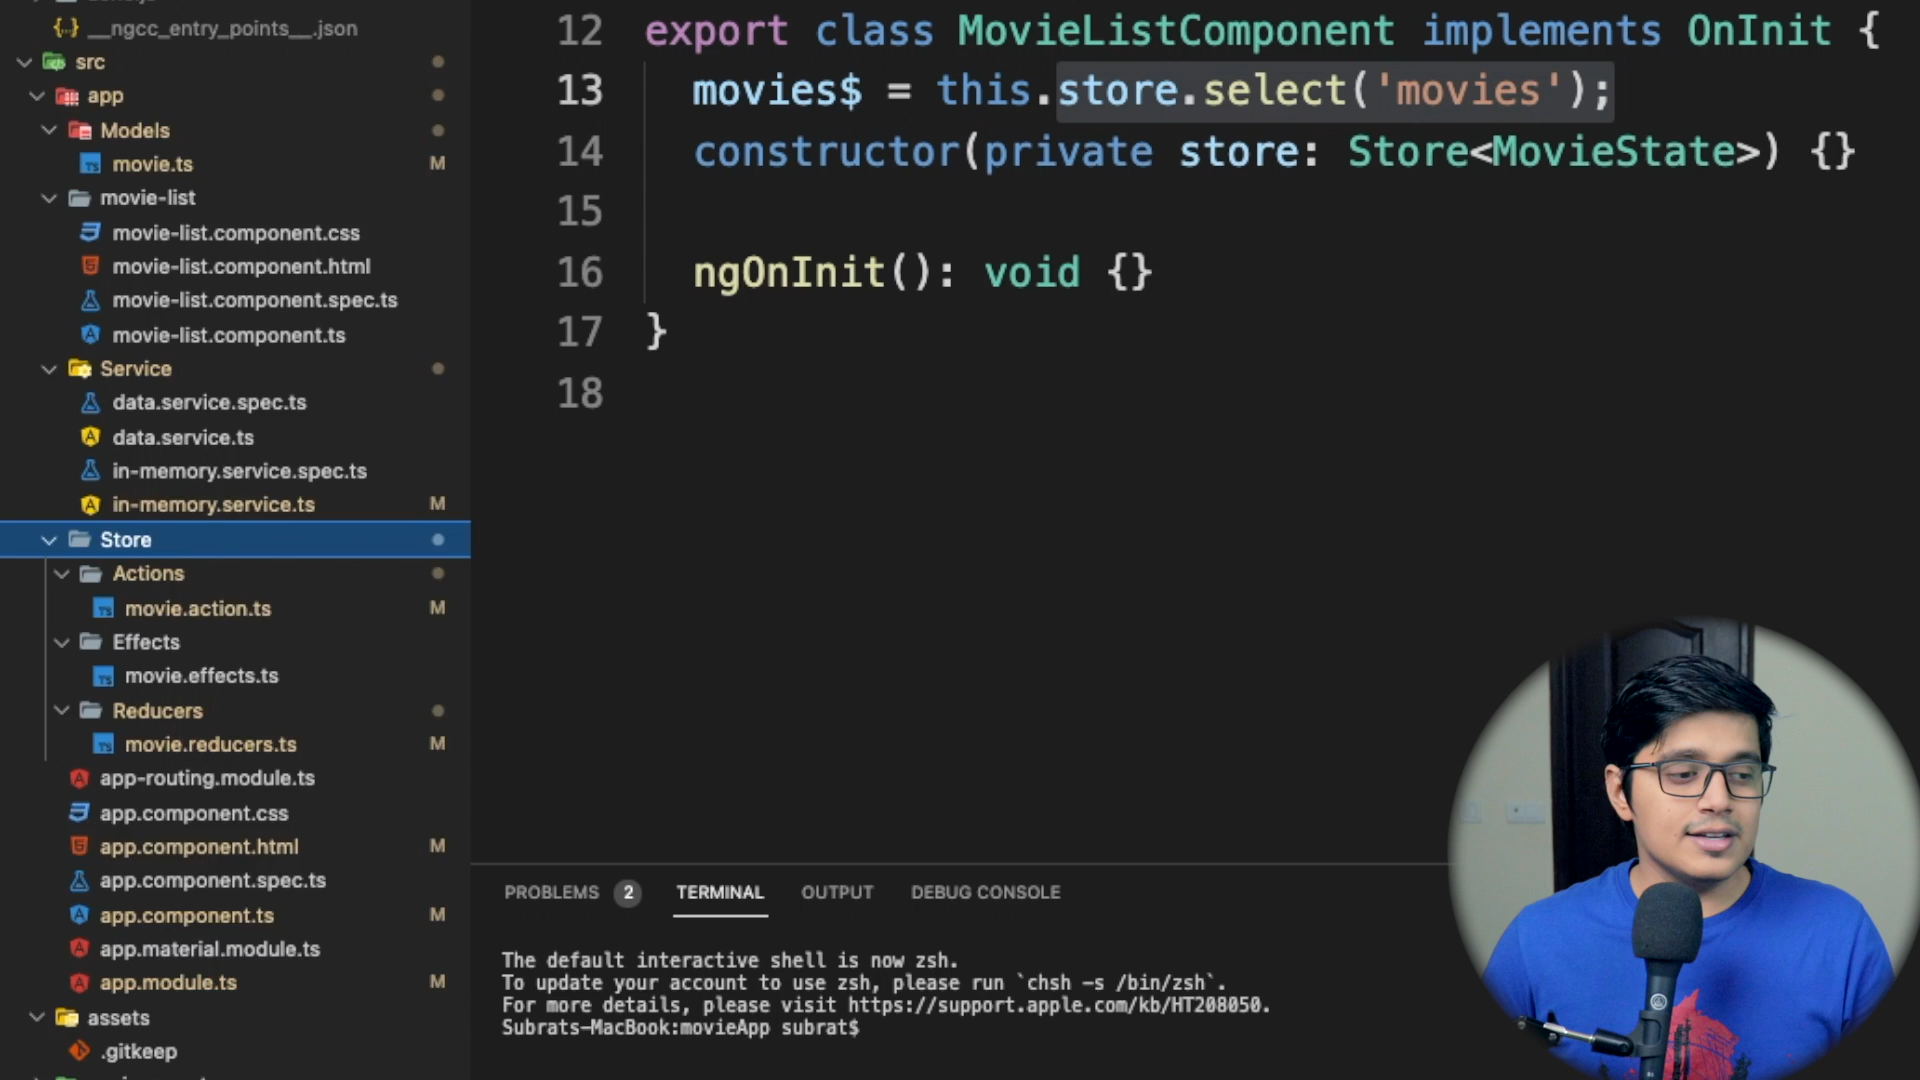 __ngcc_entry_points__.json
src
app
Models
movie.ts M
movie-list
movie-list.component.css
movie-list.component.html
movie-list.component.spec.ts
movie-list.component.ts
Service
data.service.spec.ts
data.service.ts
in-memory.service.spec.ts
in-memory.service.ts M
Store
Actions
movie.action.ts M
Effects
movie.effects.ts
Reducers
movie.reducers.ts M
app-routing.module.ts
app.component.css
app.component.html M
app.component.spec.ts
app.component.ts M
app.material.module.ts
app.module.ts M
assets
.gitkeep
12 export class MovieListComponent implements OnInit {
13 movies$ = this.store.select('movies');
14 constructor(private store: Store<MovieState>) {}
15
16 ngOnInit(): void {}
17 }
18
PROBLEMS 2 TERMINAL OUTPUT DEBUG CONSOLE
The default interactive shell is now zsh.
To update your account to use zsh, please run `chsh -s /bin/zsh`.
For more details, please visit https://support.apple.com/kb/HT208050.
Subrats-MacBook:movieApp subrat$